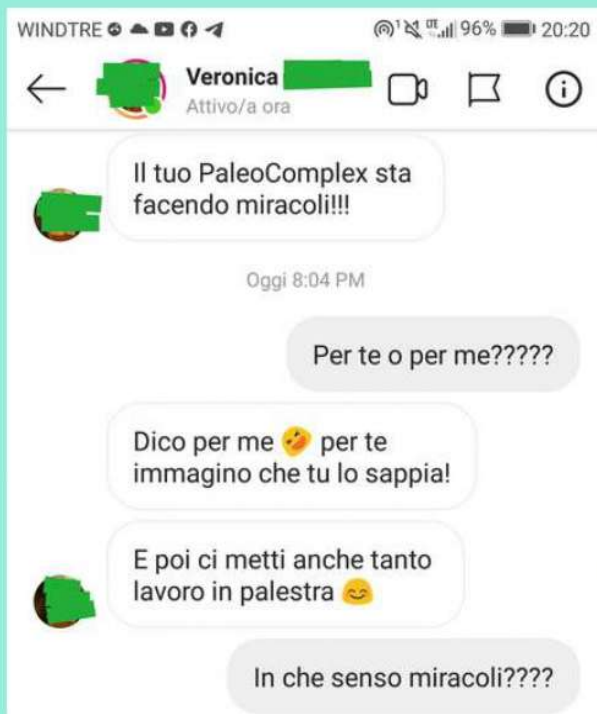 WINDTRE 96% 20:20
Veronica
Attivo/a ora
Il tuo PaleoComplex sta
facendo miracoli!!!
Oggi 8:04 PM
Per te o per me?????
Dico per me 🤣 per te
immagino che tu lo sappia!
E poi ci metti anche tanto
lavoro in palestra 😊
In che senso miracoli????